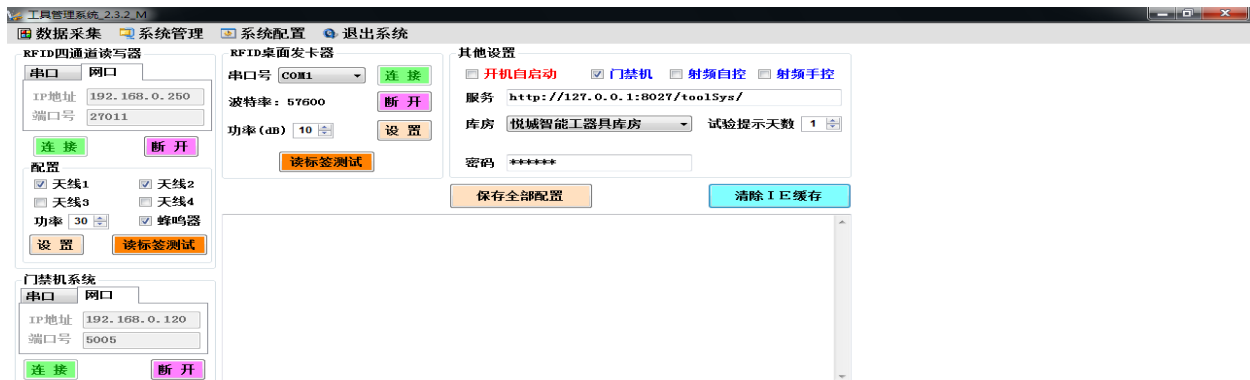 工具管理系统_2.3.2_M
数据采集 系统管理 系统配置 退出系统
RFID四通道读写器
串口 网口
IP地址 192.168.0.250
端口号 27011
连 接 断 开
配置
天线1 天线2
天线3 天线4
功率 30 蜂鸣器
设 置 读标签测试
门禁机系统
串口 网口
IP地址 192.168.0.120
端口号 5005
连 接 断 开
RFID桌面发卡器
串口号 COM1 连 接
波特率：57600 断 开
功率(dB) 10 设 置
读标签测试
其他设置
开机自启动 门禁机 射频自控 射频手控
服务 http://127.0.0.1:8027/toolSys/
库房 悦城智能工器具库房 试验提示天数 1
密码 ******
保存全部配置 清除IE缓存